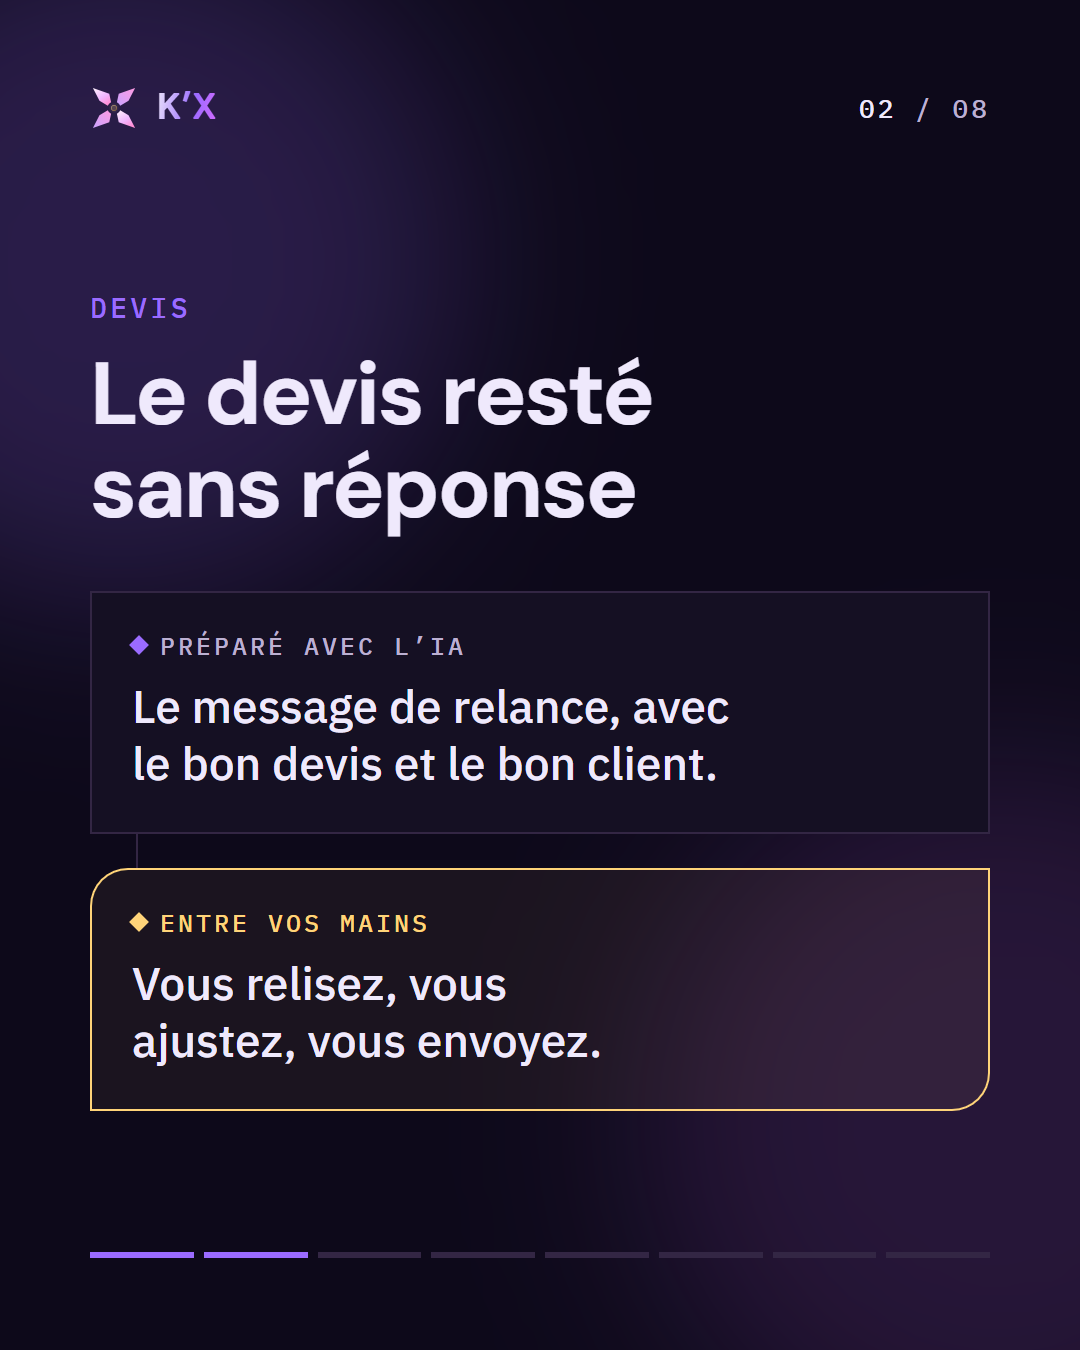 K’X
02 / 08
DEVIS
Le devis resté
sans réponse
PRÉPARÉ AVEC L’IA
Le message de relance, avec
le bon devis et le bon client.
ENTRE VOS MAINS
Vous relisez, vous
ajustez, vous envoyez.